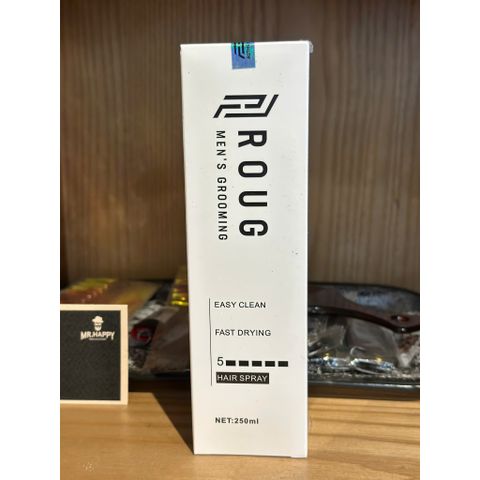 ROUG
MEN'S GROOMING
EASY CLEAN
FAST DRYING
5
HAIR SPRAY
NET:250ml
MR.HAPPY